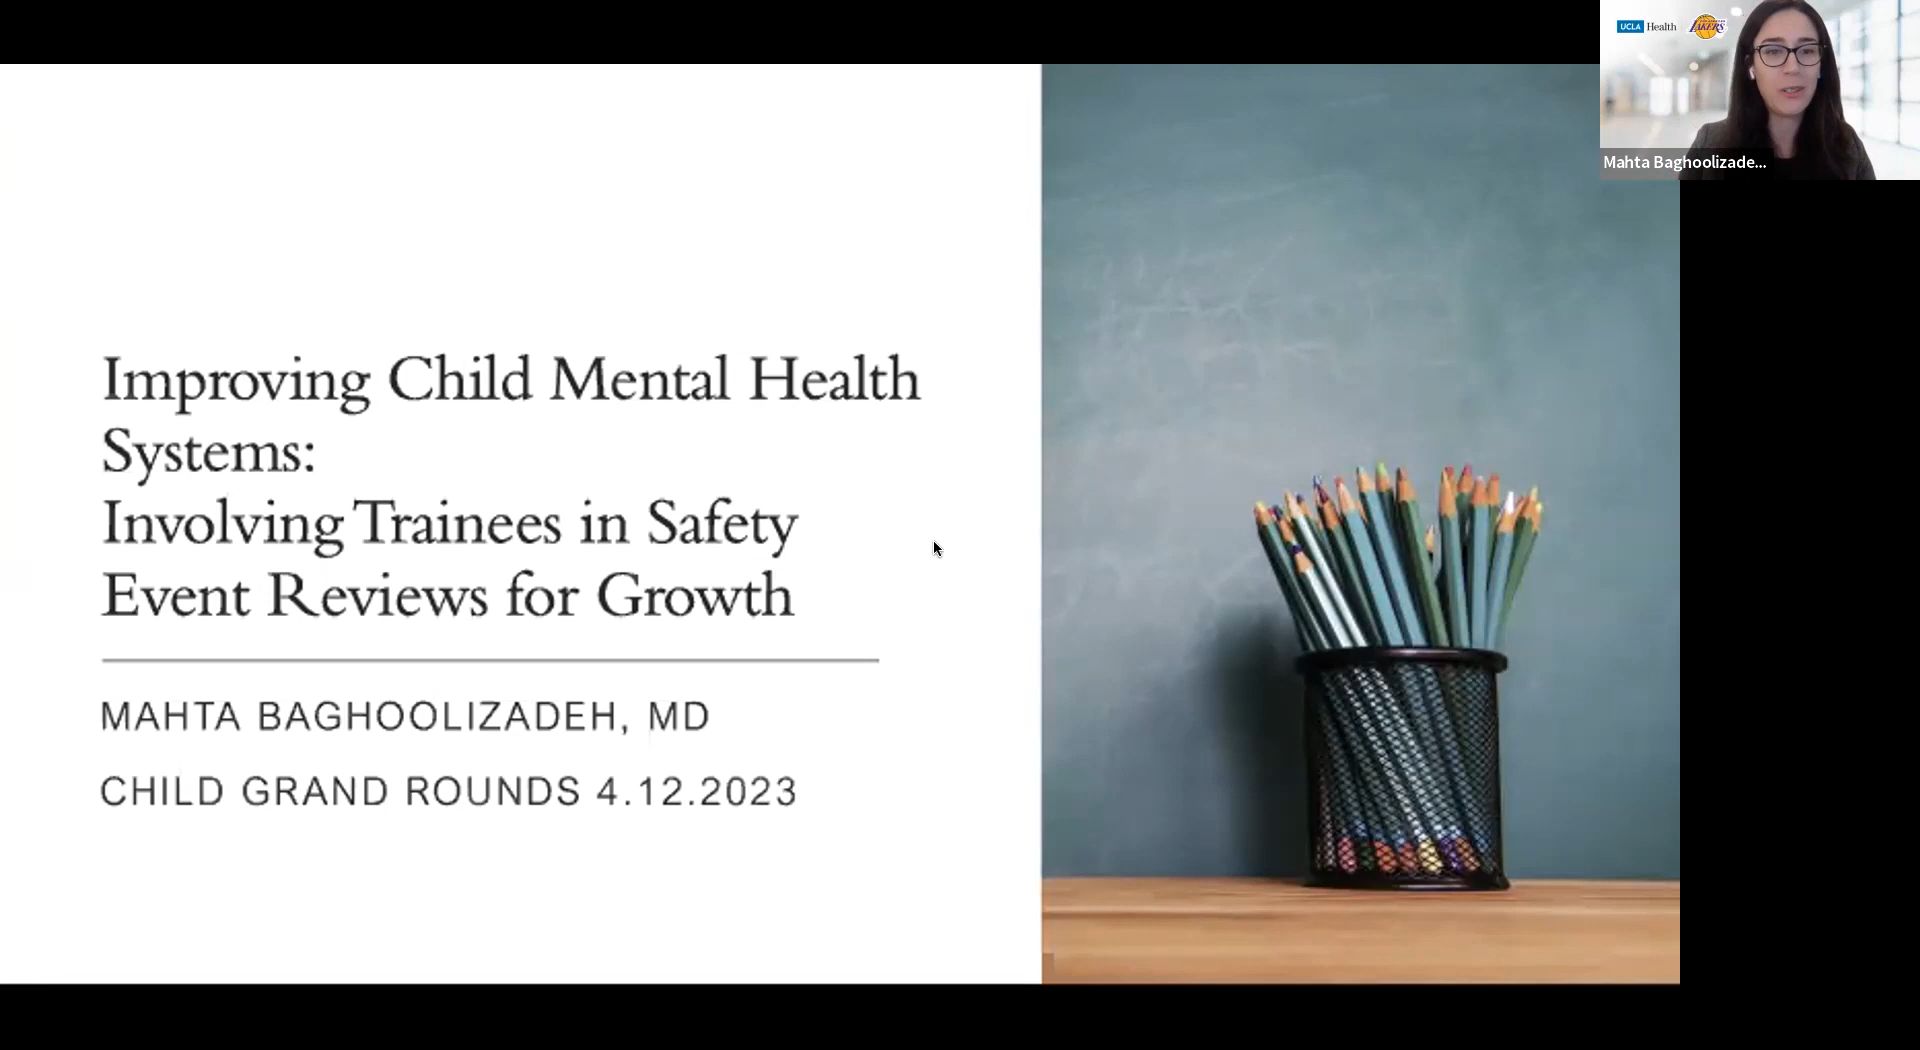 Improving Child Mental Health
Systems:
Involving Trainees in Safety
Event Reviews for Growth
MAHTA BAGHOOLIZADEH, MD
CHILD GRAND ROUNDS 4.12.2023
UCLA Health
LAKERS
Mahta Baghoolizade...